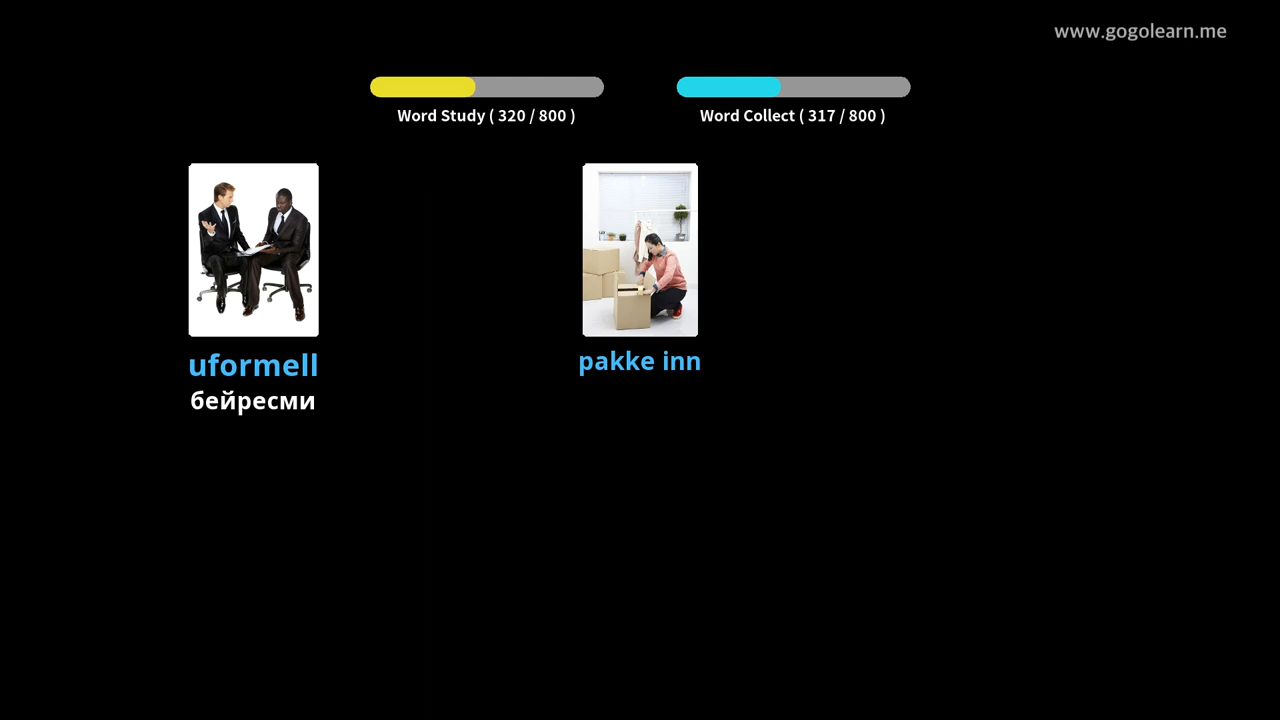 www.gogolearn.me
Word Study ( 320 / 800 )
Word Collect ( 317 / 800 )
uformell
бейресми
pakke inn